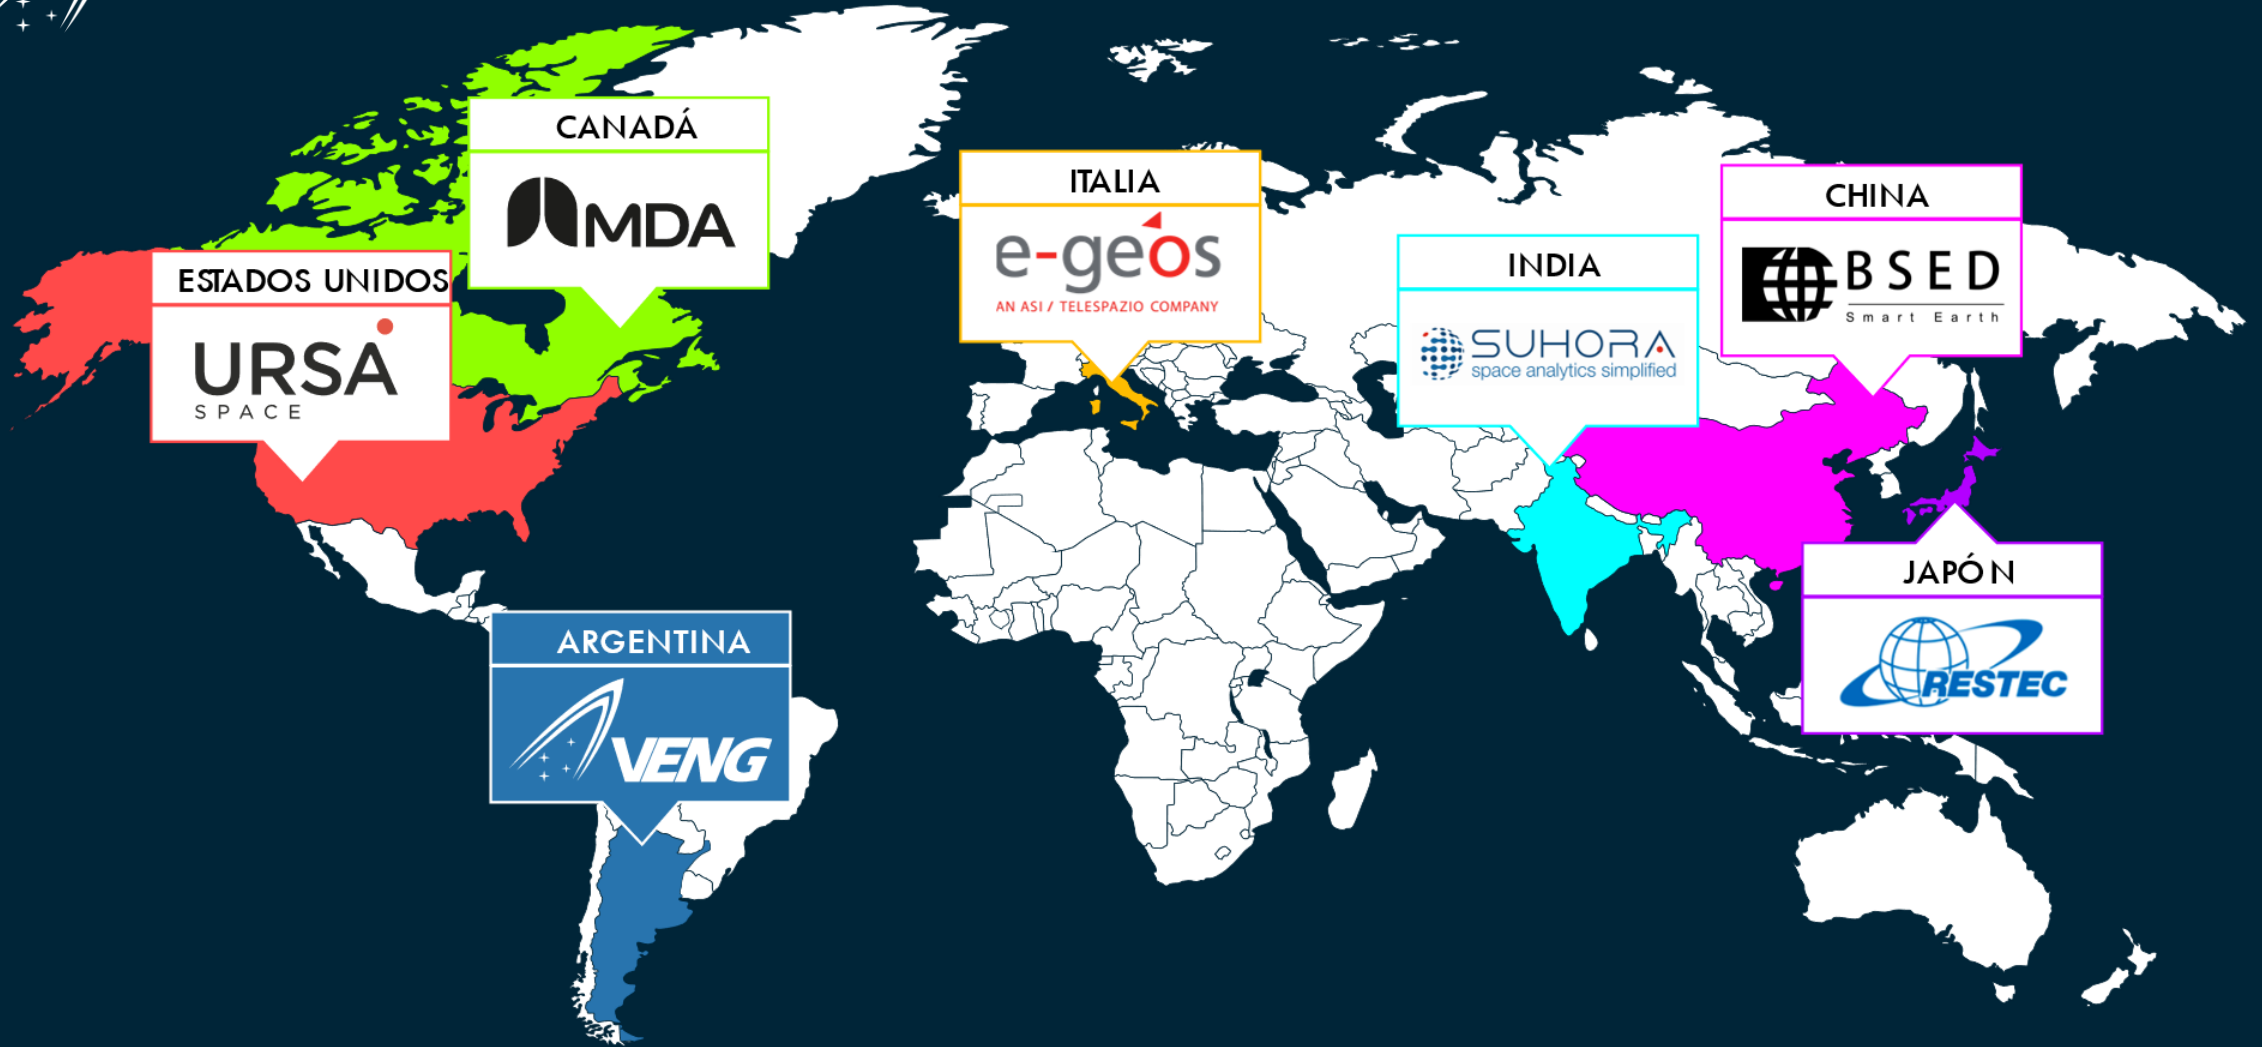 CANADÁ
MDA
ESTADOS UNIDOS
URSA
SPACE
ITALIA
e-geos
AN ASI / TELESPAZIO COMPANY
INDIA
SUHORA
space analytics simplified
CHINA
BSED
Smart Earth
JAPÓN
RESTEC
ARGENTINA
VENG